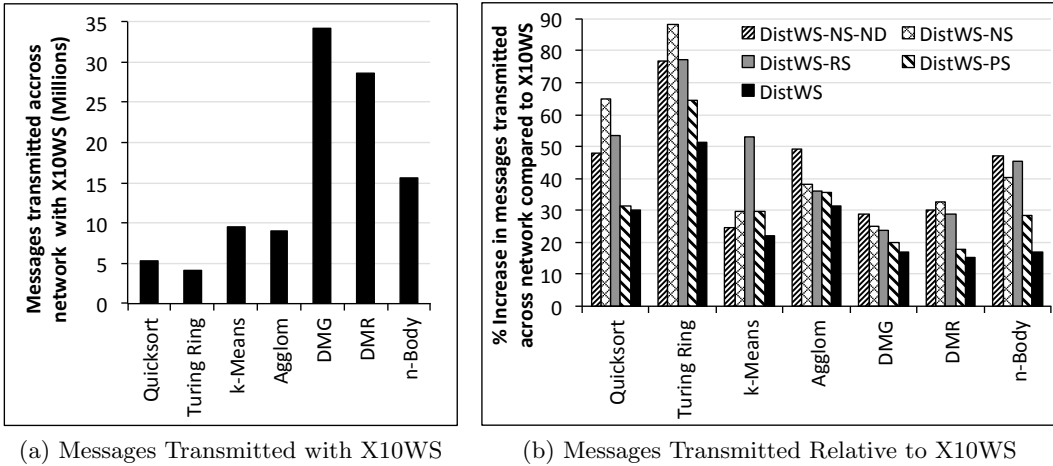 Messages transmitted accross
network with X10WS (Millions)
35
30
25
20
15
10
5
0
Quicksort
Turing Ring
k-Means
Agglom
DMG
DMR
n-Body
(a) Messages Transmitted with X10WS
% Increase in messages transmitted
across network compared to X10WS
90
80
70
60
50
40
30
20
10
0
DistWS-NS-ND
DistWS-NS
DistWS-RS
DistWS-PS
DistWS
Quicksort
Turing Ring
k-Means
Agglom
DMG
DMR
n-Body
(b) Messages Transmitted Relative to X10WS